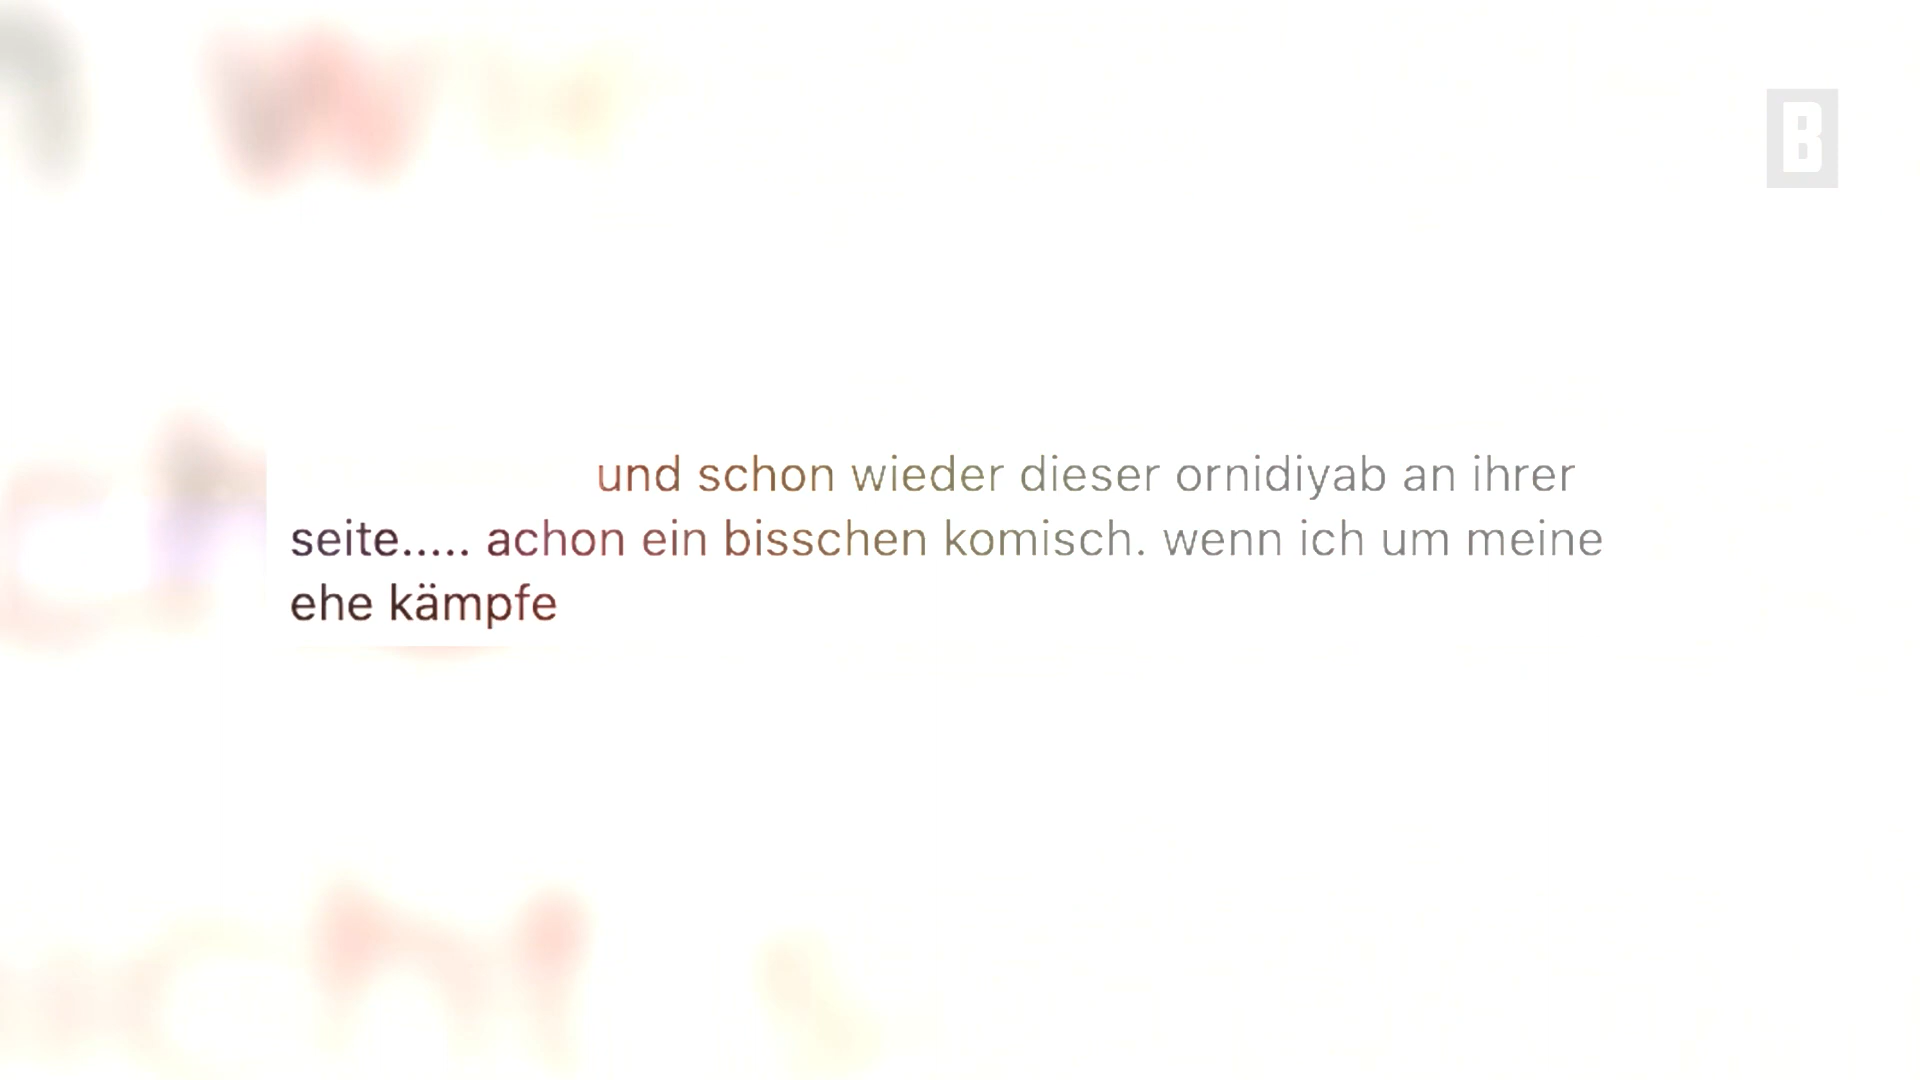 B
und schon wieder dieser ornidiyab an ihrer
seite..... achon ein bisschen komisch. wenn ich um meine
ehe kämpfe